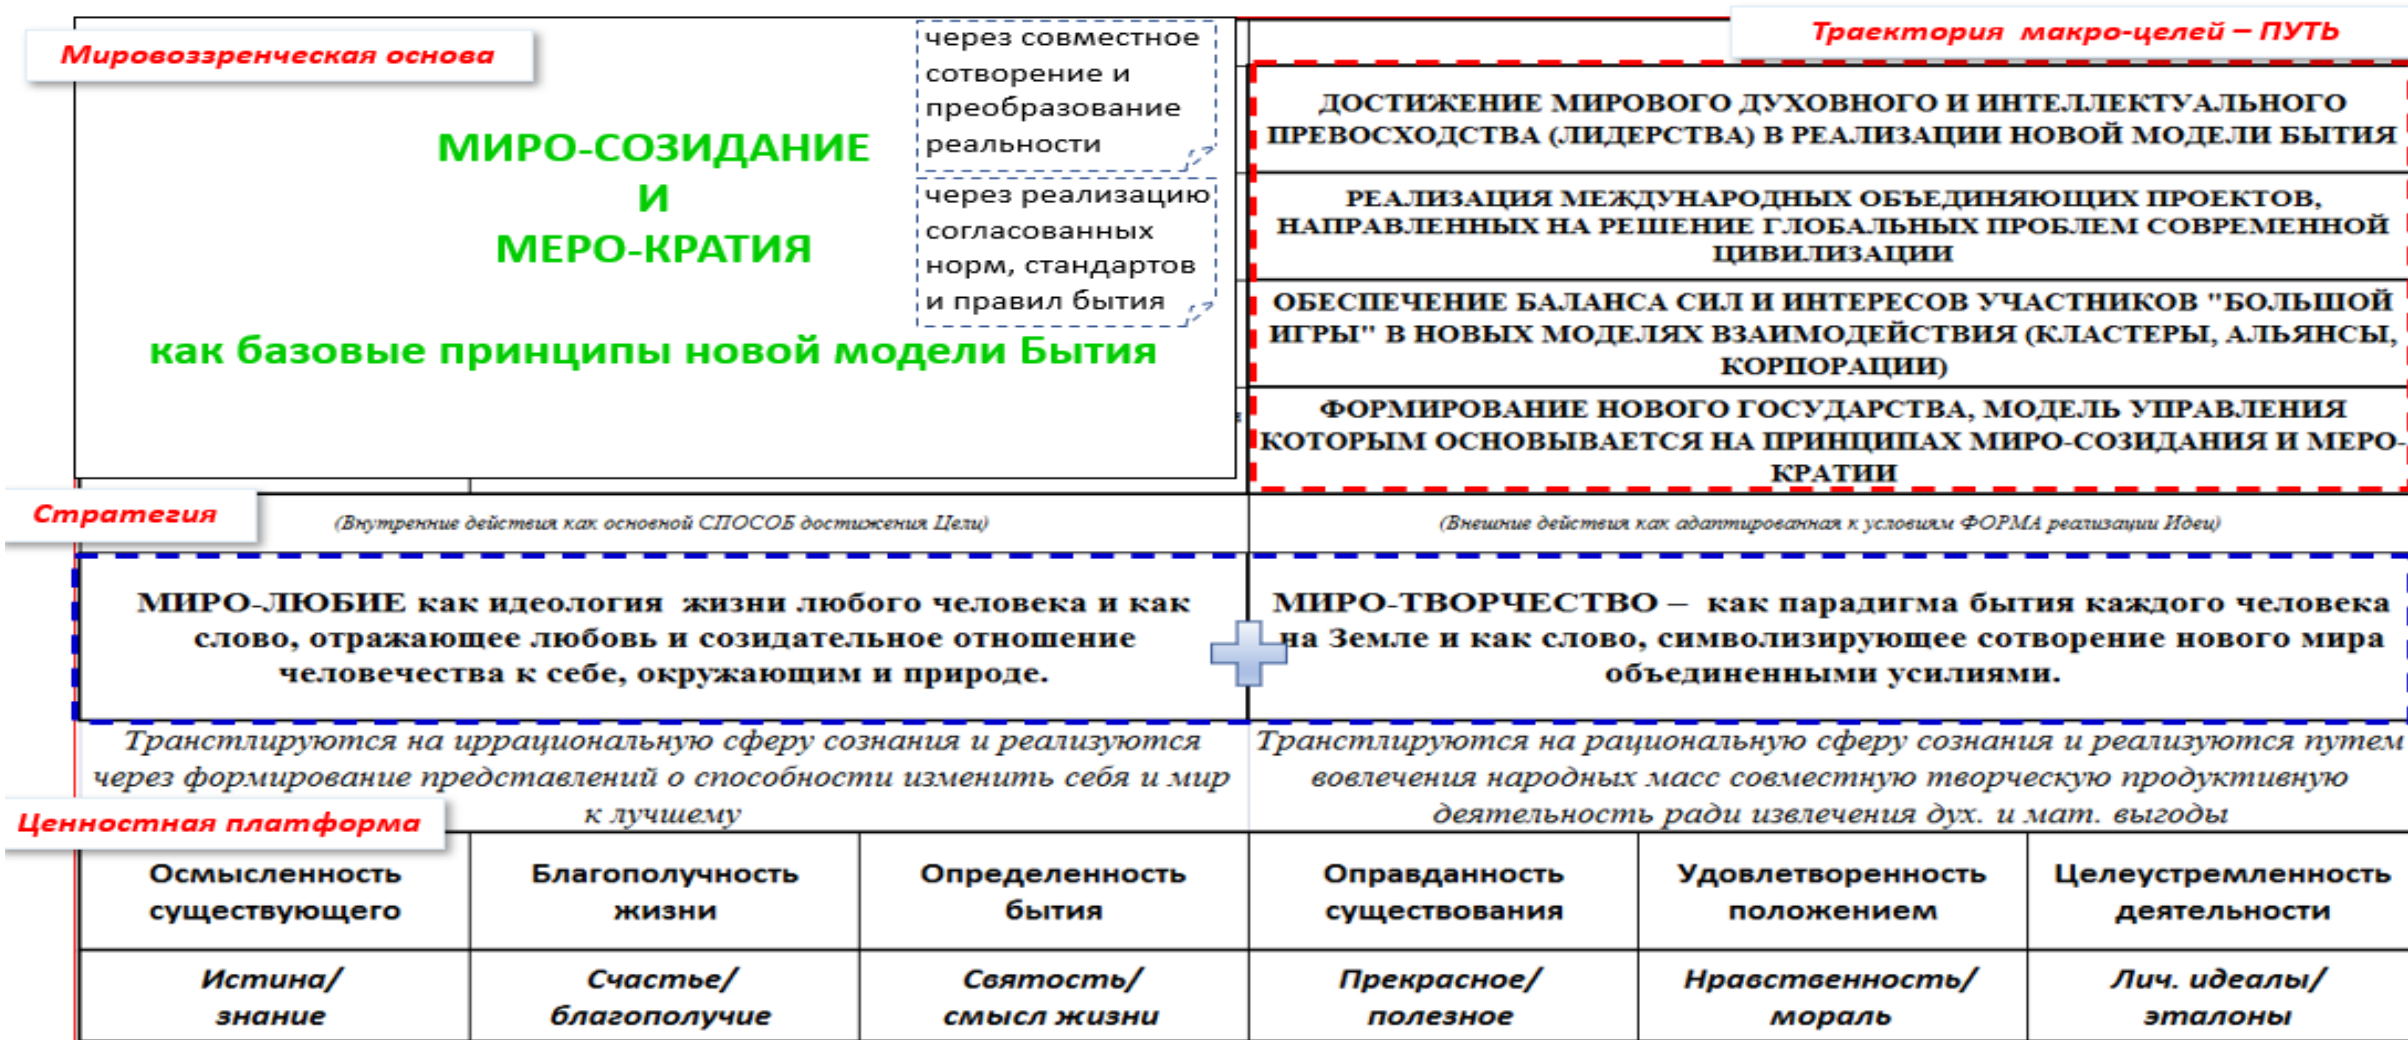 Мировоззренческая основа
через совместное
сотворение и
преобразование
реальности
МИРО-СОЗИДАНИЕ
И
МЕРО-КРАТИЯ
через реализацию
согласованных
норм, стандартов
и правил бытия
как базовые принципы новой модели Бытия
Траектория макро-целей – ПУТЬ
ДОСТИЖЕНИЕ МИРОВОГО ДУХОВНОГО И ИНТЕЛЛЕКТУАЛЬНОГО
ПРЕВОСХОДСТВА (ЛИДЕРСТВА) В РЕАЛИЗАЦИИ НОВОЙ МОДЕЛИ БЫТИЯ
РЕАЛИЗАЦИЯ МЕЖДУНАРОДНЫХ ОБЪЕДИНЯЮЩИХ ПРОЕКТОВ,
НАПРАВЛЕННЫХ НА РЕШЕНИЕ ГЛОБАЛЬНЫХ ПРОБЛЕМ СОВРЕМЕННОЙ
ЦИВИЛИЗАЦИИ
ОБЕСПЕЧЕНИЕ БАЛАНСА СИЛ И ИНТЕРЕСОВ УЧАСТНИКОВ "БОЛЬШОЙ
ИГРЫ" В НОВЫХ МОДЕЛЯХ ВЗАИМОДЕЙСТВИЯ (КЛАСТЕРЫ, АЛЬЯНСЫ,
КОРПОРАЦИИ)
ФОРМИРОВАНИЕ НОВОГО ГОСУДАРСТВА, МОДЕЛЬ УПРАВЛЕНИЯ
КОТОРЫМ ОСНОВЫВАЕТСЯ НА ПРИНЦИПАХ МИРО-СОЗИДАНИЯ И МЕРО-
КРАТИИ
Стратегия
(Внутренние действия как основной СПОСОБ достижения Цели)
(Внешние действия как адаптированная к условиям ФОРМА реализации Идеи)
МИРО-ЛЮБИЕ как идеология жизни любого человека и как
слово, отражающее любовь и созидательное отношение
человечества к себе, окружающим и природе.
МИРО-ТВОРЧЕСТВО – как парадигма бытия каждого человека
на Земле и как слово, символизирующее сотворение нового мира
объединенными усилиями.
Транстлируются на иррациональную сферу сознания и реализуются
через формирование представлений о способности изменить себя и мир
к лучшему
Транстлируются на рациональную сферу сознания и реализуются путем
вовлечения народных масс совместную творческую продуктивную
деятельность ради извлечения дух. и мат. выгоды
Ценностная платформа
Осмысленность
существующего
Благополучность
жизни
Определенность
бытия
Оправданность
существования
Удовлетворенность
положением
Целеустремленность
деятельности
Истина/
знание
Счастье/
благополучие
Святость/
смысл жизни
Прекрасное/
полезное
Нравственность/
мораль
Лич. идеалы/
эталоны